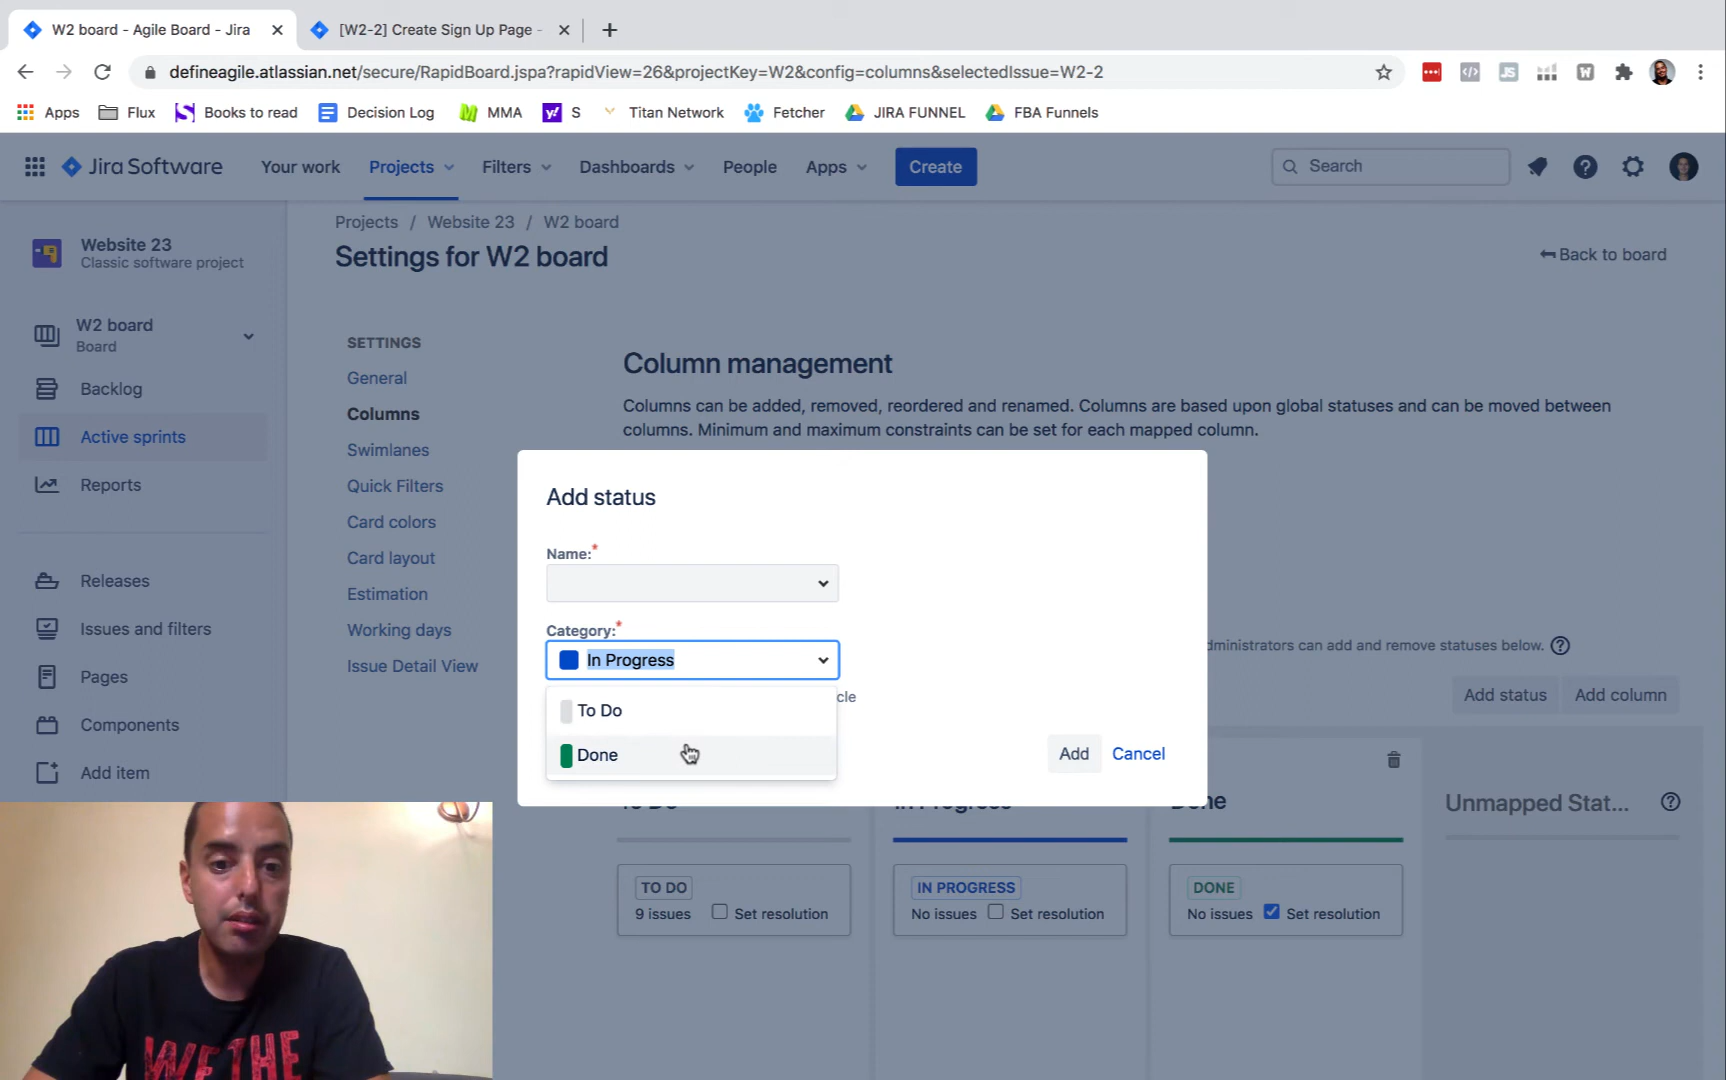 W2 board - Agile Board - Jira
[W2-2] Create Sign Up Page -
defineagile.atlassian.net/secure/RapidBoard.jspa?rapidView=26&projectKey=W2&config=columns&selectedIssue=W2-2
JS
W
Apps
Flux
Books to read
Decision Log
MMA
y!
S
Titan Network
Fetcher
JIRA FUNNEL
FBA Funnels
Jira Software
Your work
Projects
Filters
Dashboards
People
Apps
Create
Search
Website 23
Classic software project
W2 board
Board
Backlog
Active sprints
Reports
Releases
Issues and filters
Pages
Components
Add item
Projects / Website 23 / W2 board
Settings for W2 board
Back to board
SETTINGS
General
Columns
Swimlanes
Quick Filters
Card colors
Card layout
Estimation
Working days
Issue Detail View
Column management
Columns can be added, removed, reordered and renamed. Columns are based upon global statuses and can be moved between
columns. Minimum and maximum constraints can be set for each mapped column.
Add status
Name:*
Category:*
In Progress
To Do
Done
cle
Add
Cancel
dministrators can add and remove statuses below.
Add status
Add column
To Do
In Progress
Done
Unmapped Stat...
TO DO
9 issues
Set resolution
IN PROGRESS
No issues
Set resolution
DONE
No issues
Set resolution
WE THE